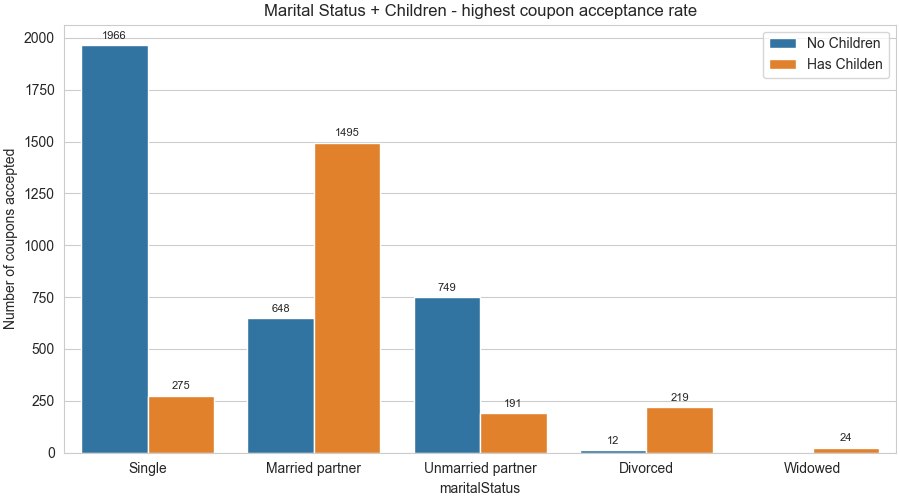 Marital Status + Children - highest coupon acceptance rate
No Children
Has Childen
Number of coupons accepted
2000
1750
1500
1250
1000
750
500
250
0
1966
275
648
1495
749
191
12
219
24
Single
Married partner
Unmarried partner
Divorced
Widowed
maritalStatus